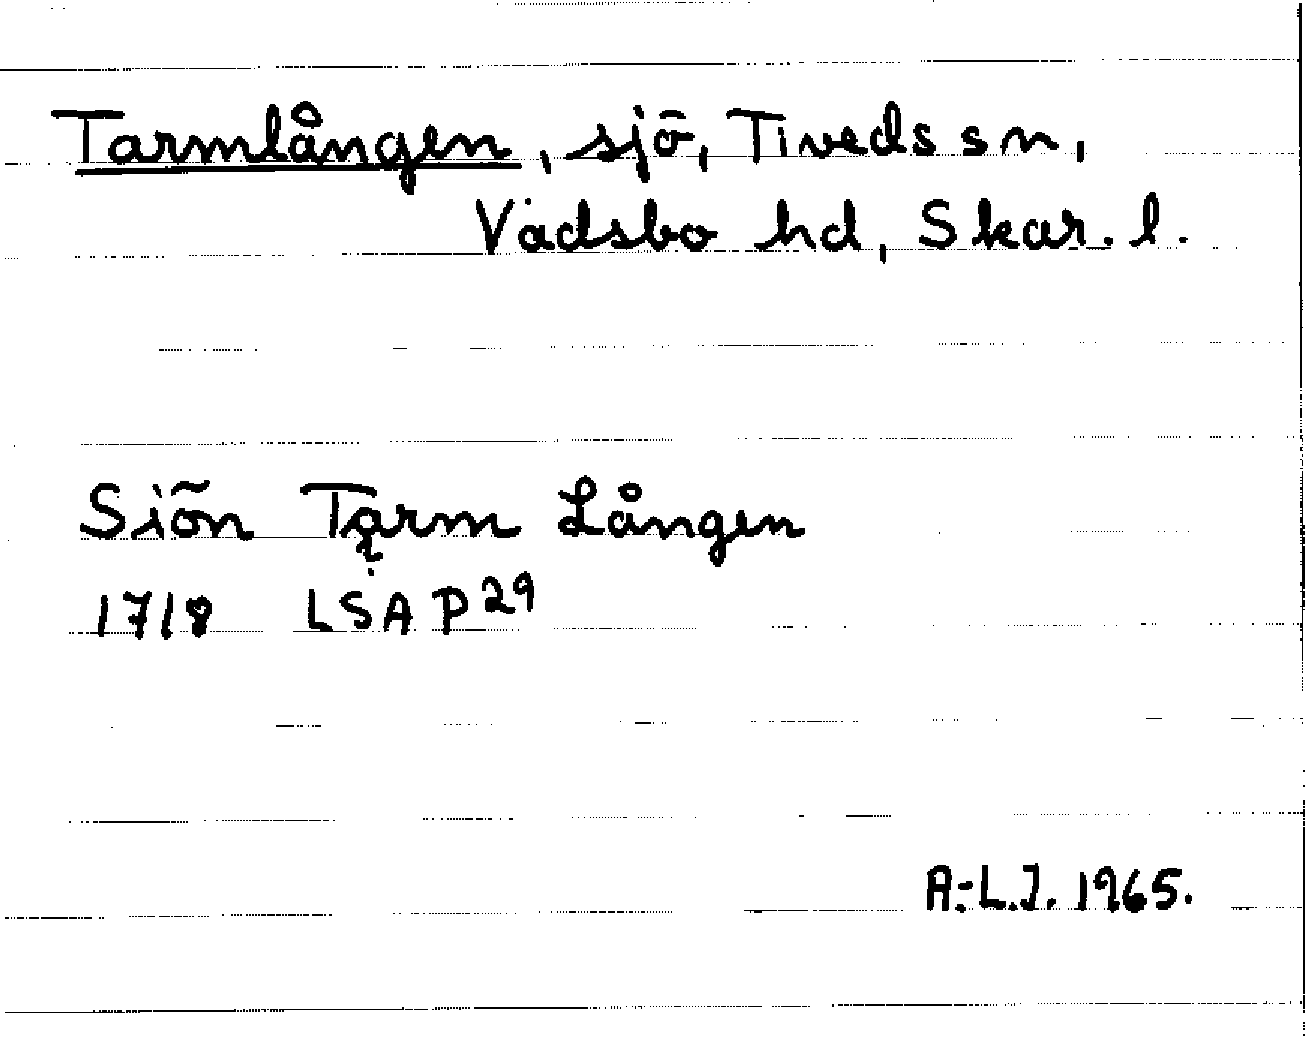 Tarmlången, sjö, Tiveds sn,
Vadsbo hd, Skar. l.
Siön Tarm Lången
1718 LSA P29
A:L.J. 1965.